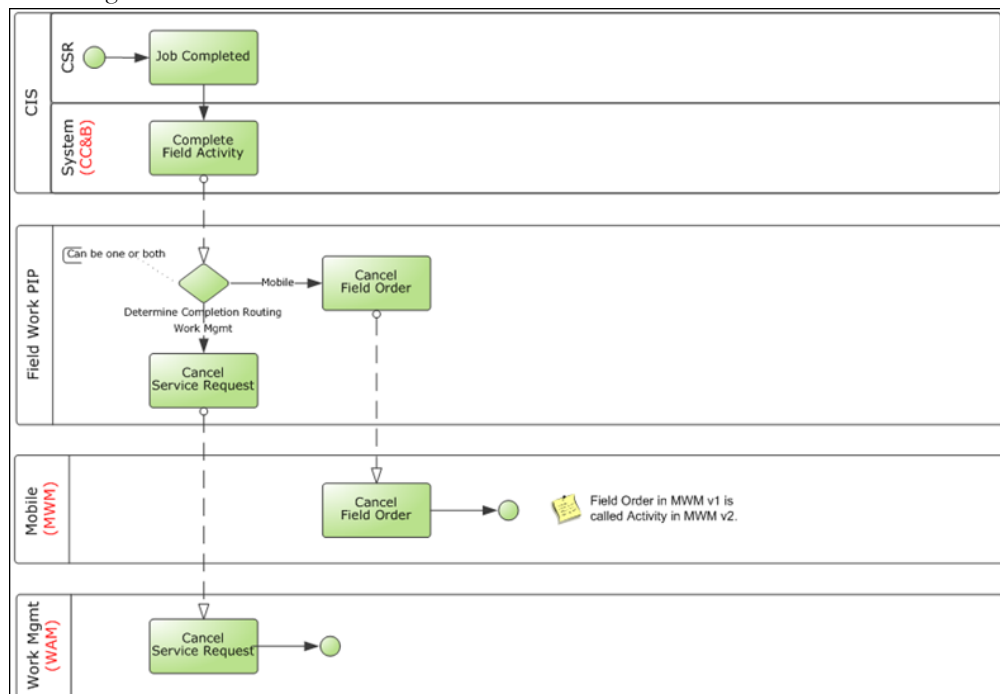 CIS
CSR
Job Completed
System
(CC&B)
Complete
Field Activity
Field Work PIP
Can be one or both
Mobile
Cancel
Field Order
Determine Completion Routing
Work Mgmt
Cancel
Service Request
Mobile
(MWM)
Cancel
Field Order
Field Order in MWM v1 is
called Activity in MWM v2.
Work Mgmt
(WAM)
Cancel
Service Request